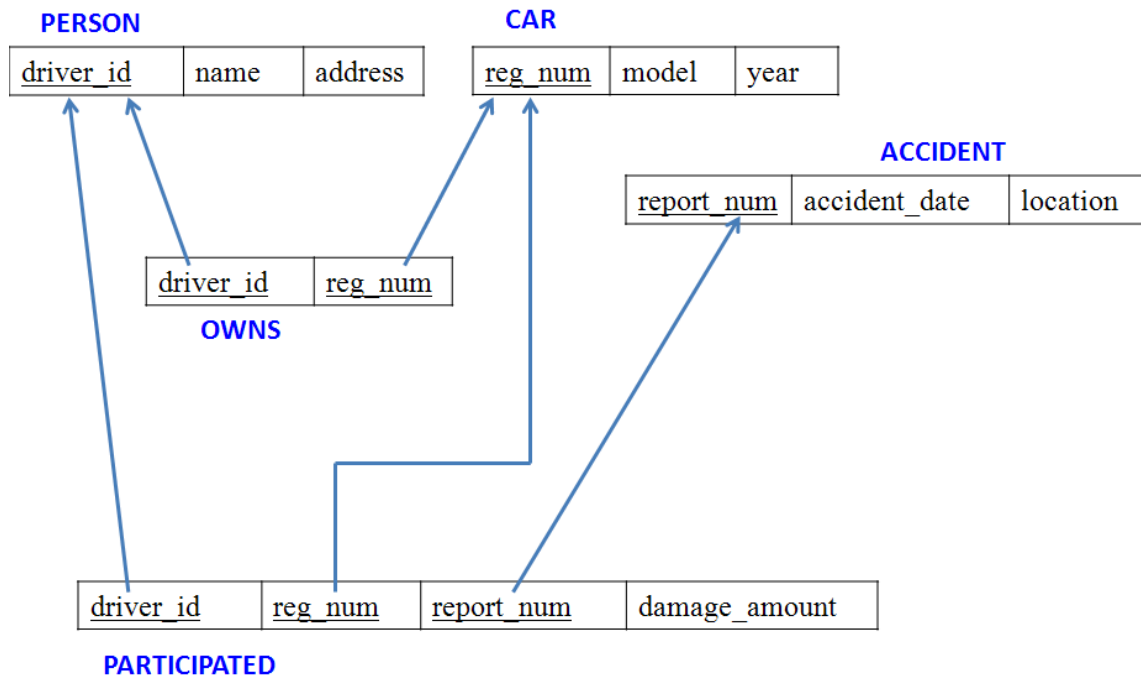 PERSON
driver_id name address
CAR
reg_num model year
ACCIDENT
report_num accident_date location
driver_id reg_num
OWNS
driver_id reg_num report_num damage_amount
PARTICIPATED